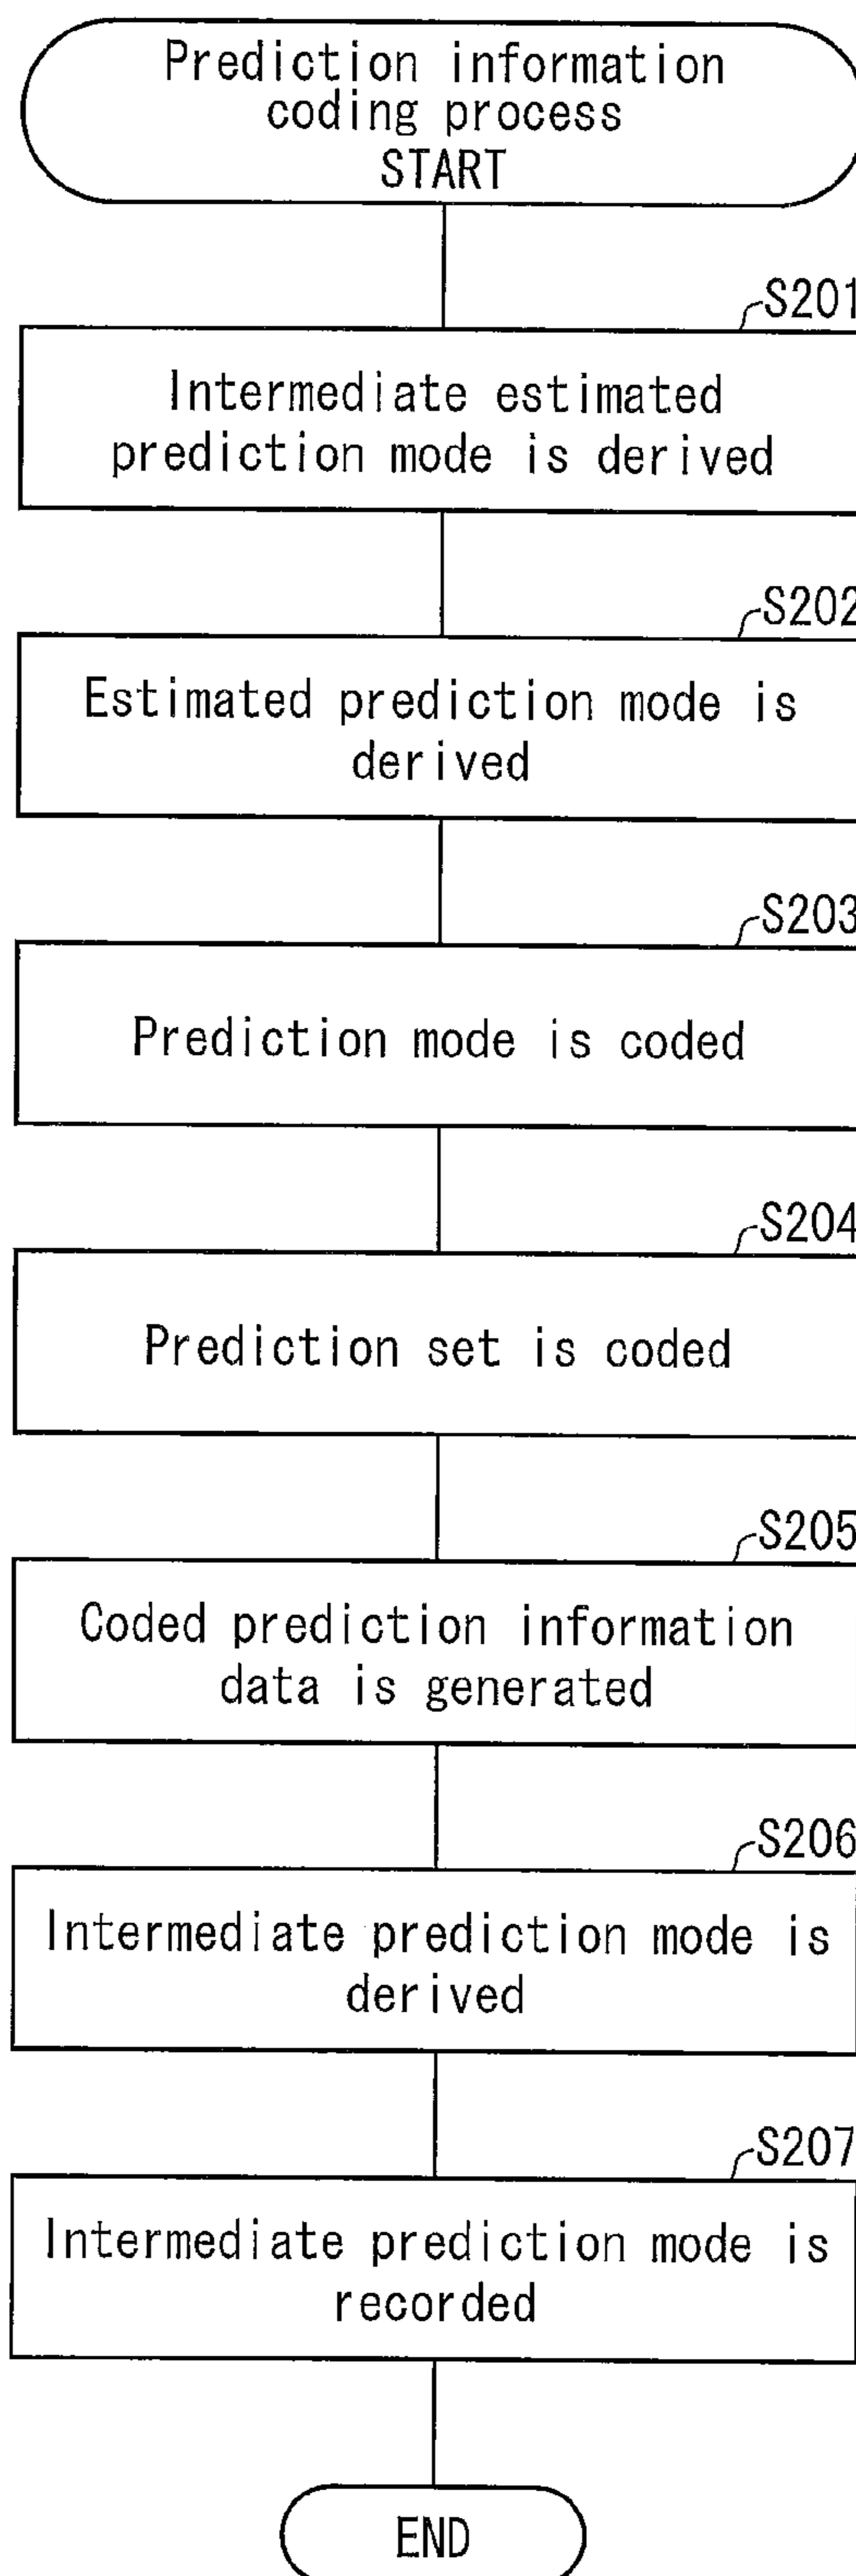 Prediction information
coding process
START
S201
Intermediate estimated
prediction mode is derived
S202
Estimated prediction mode is
derived
S203
Prediction mode is coded
S204
Prediction set is coded
S205
Coded prediction information
data is generated
S206
Intermediate prediction mode is
derived
S207
Intermediate prediction mode is
recorded
END